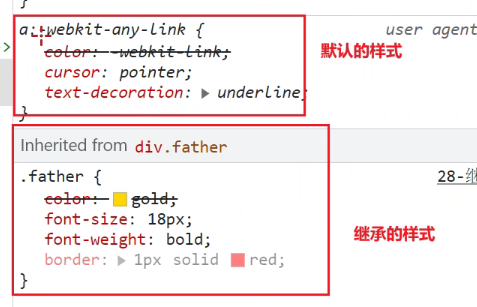 }
a:-webkit-any-link {
user agent
color: -webkit-link;
默认的样式
cursor: pointer;
text-decoration: ▶ underline;
}
Inherited from div.father
.father {
28-继
color: gold;
font-size: 18px;
font-weight: bold;
继承的样式
border: ▶ 1px solid red;
}